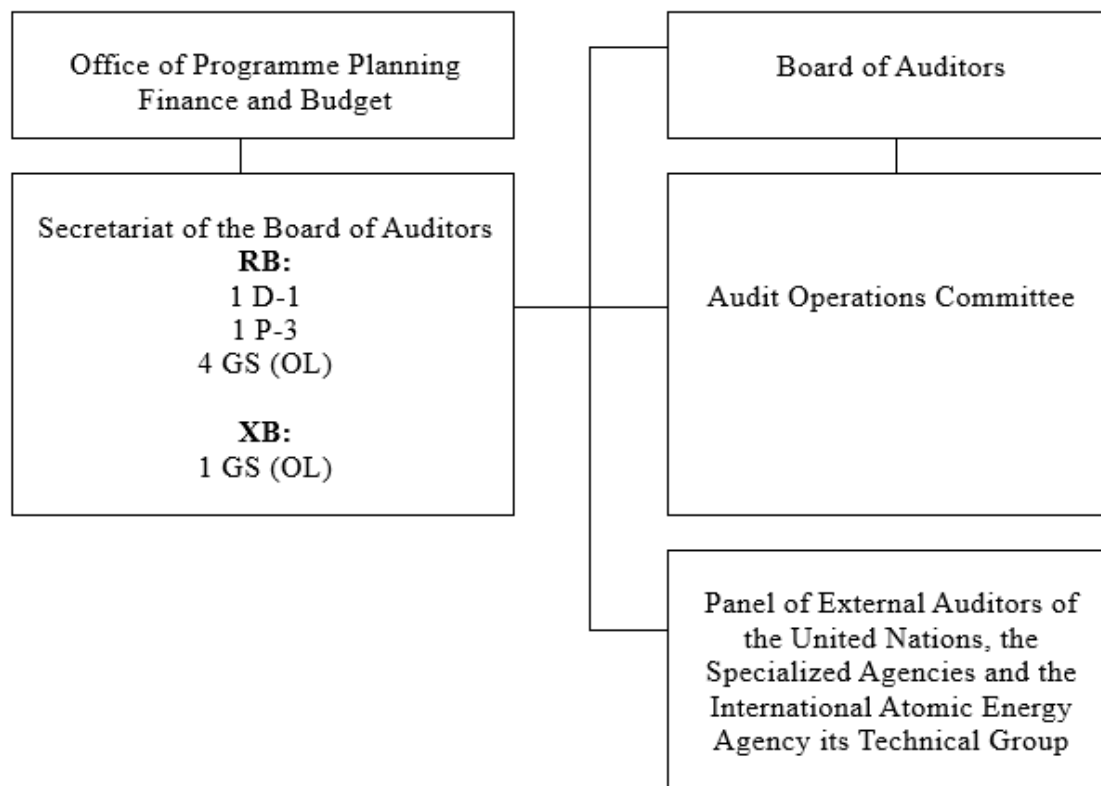 Office of Programme Planning
Finance and Budget
Board of Auditors
Secretariat of the Board of Auditors
RB:
1 D-1
1 P-3
4 GS (OL)
XB:
1 GS (OL)
Audit Operations Committee
Panel of External Auditors of
the United Nations, the
Specialized Agencies and the
International Atomic Energy
Agency its Technical Group